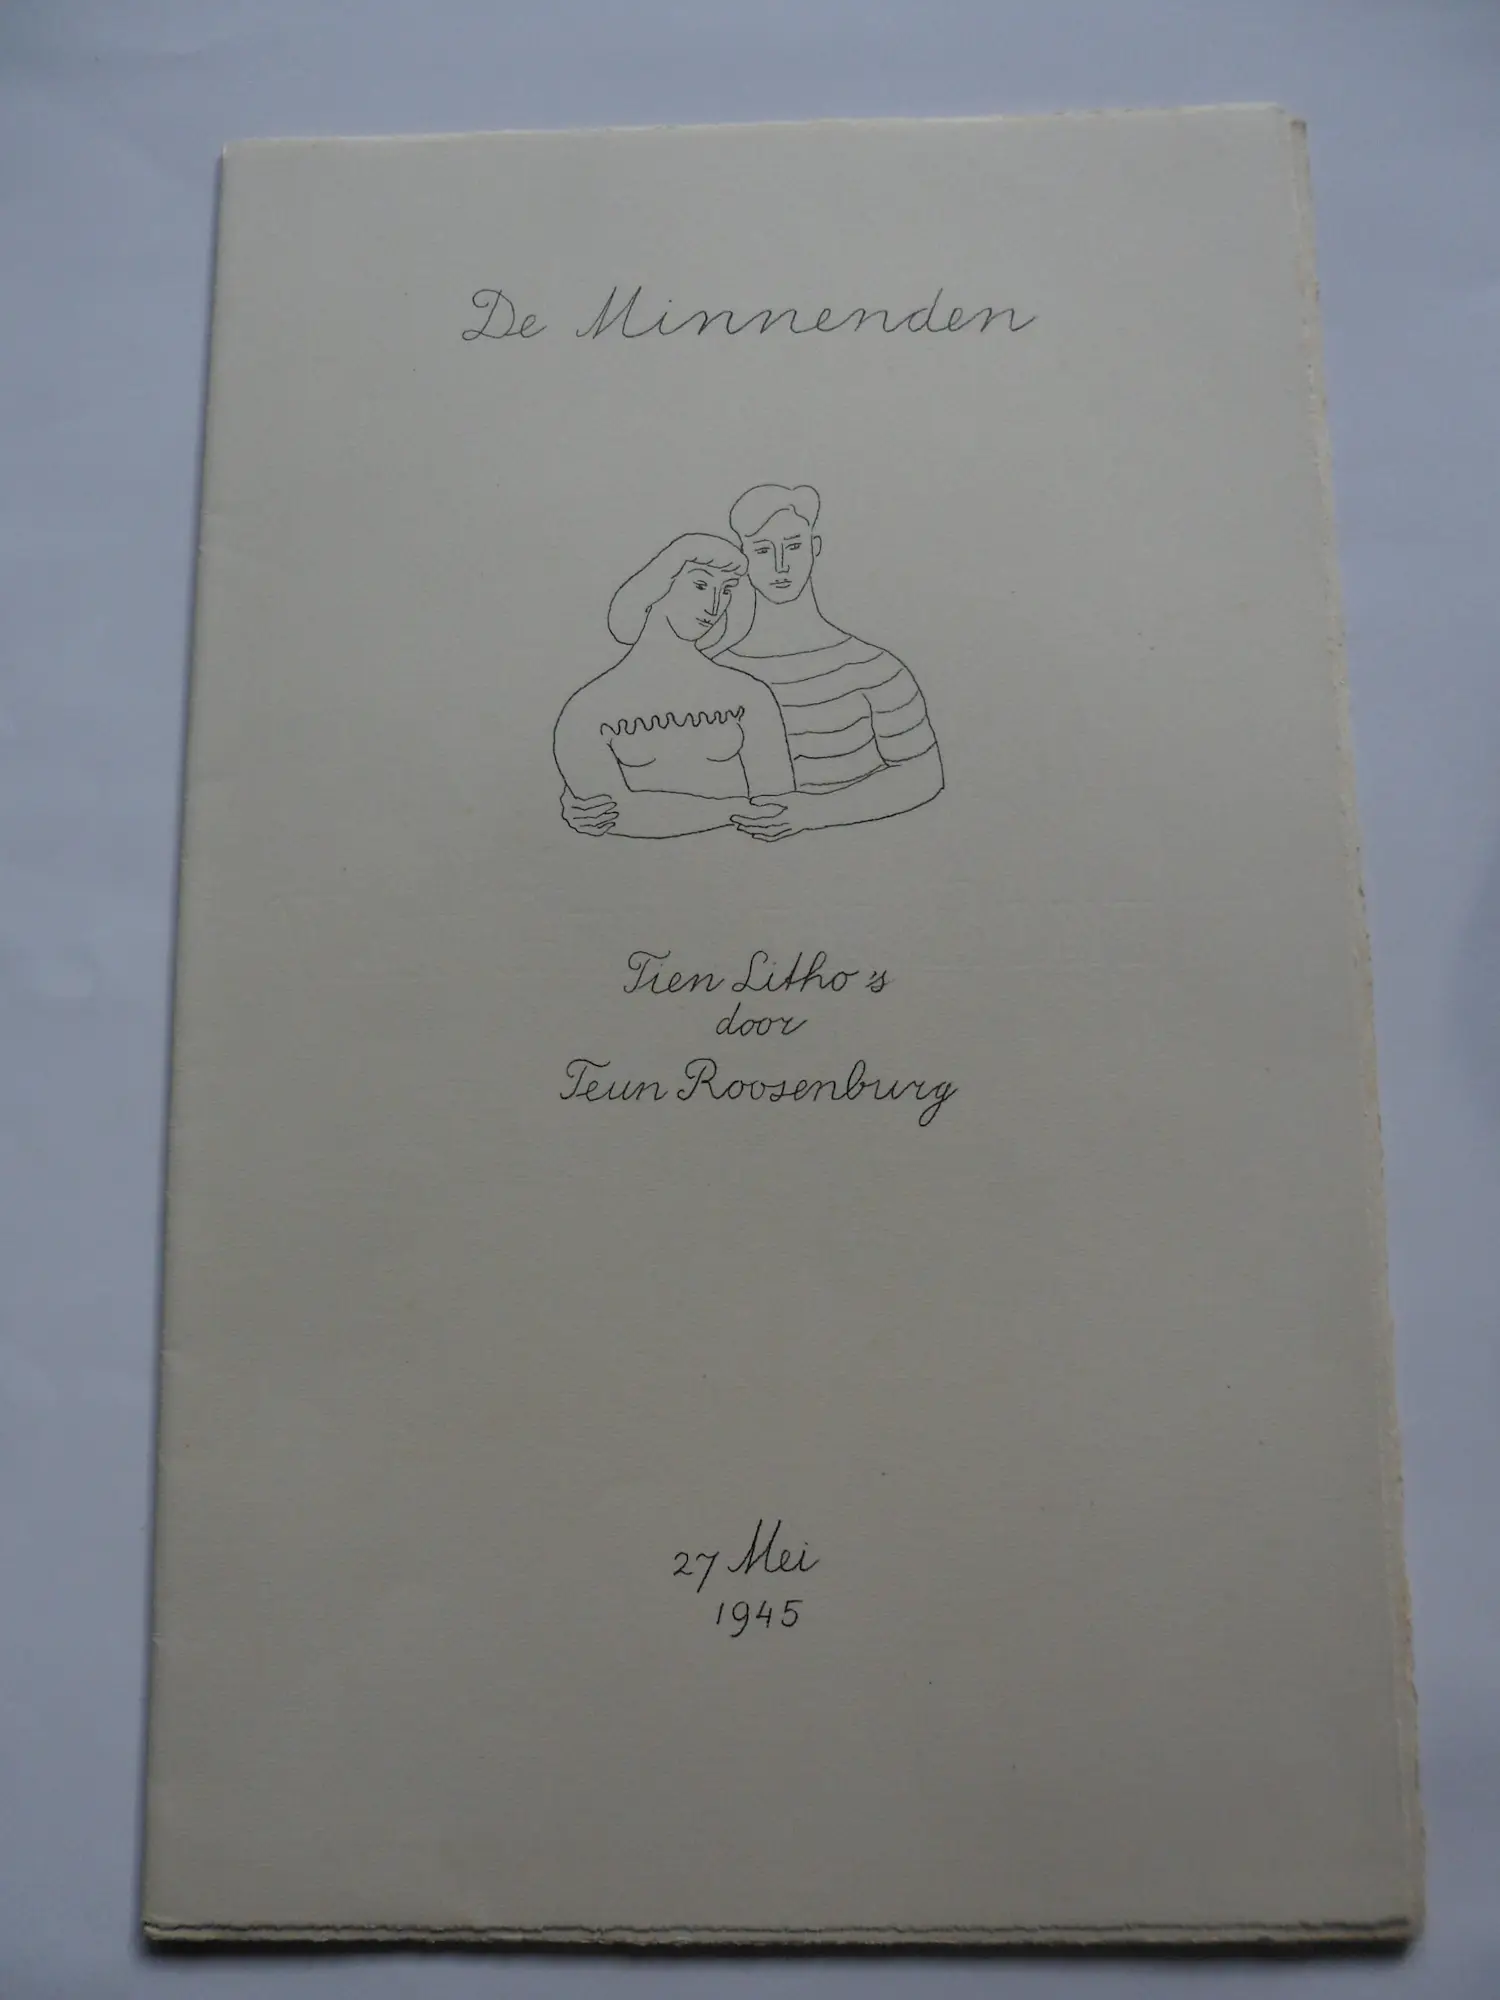 De Minnenden
Tien Litho's
door
Teun Roosenburg
27 Mei
1945